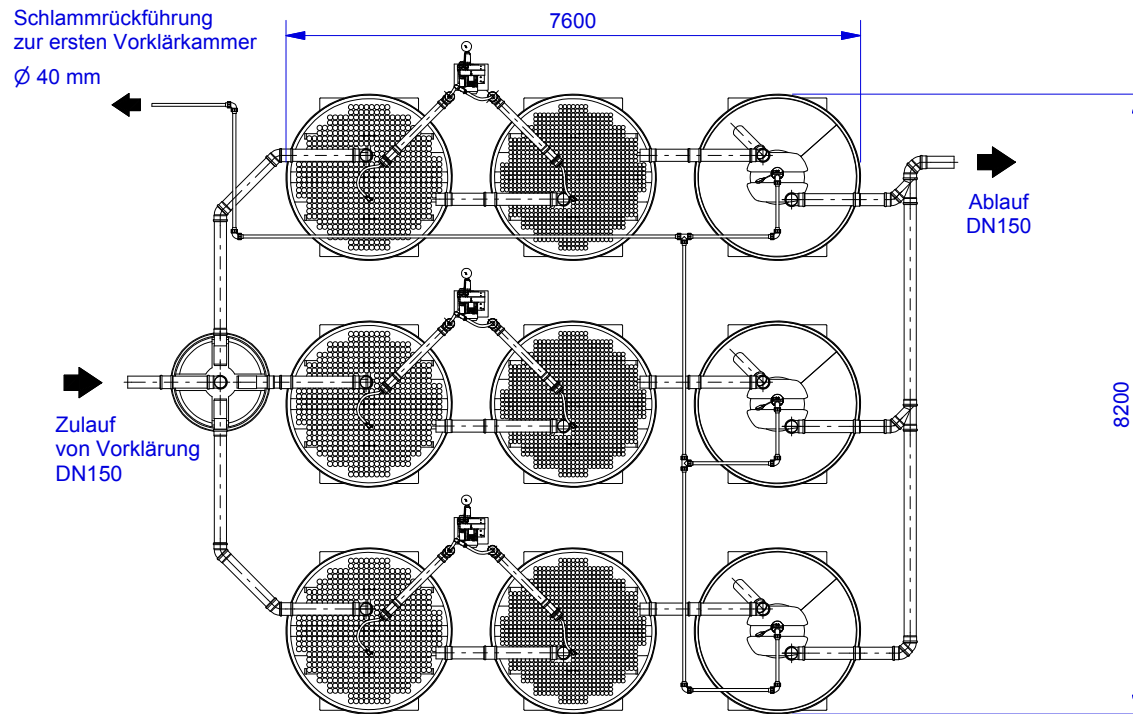 Schlammrückführung
zur ersten Vorklärkammer
Ø 40 mm
7600
Ablauf
DN150
Zulauf
von Vorklärung
DN150
8200